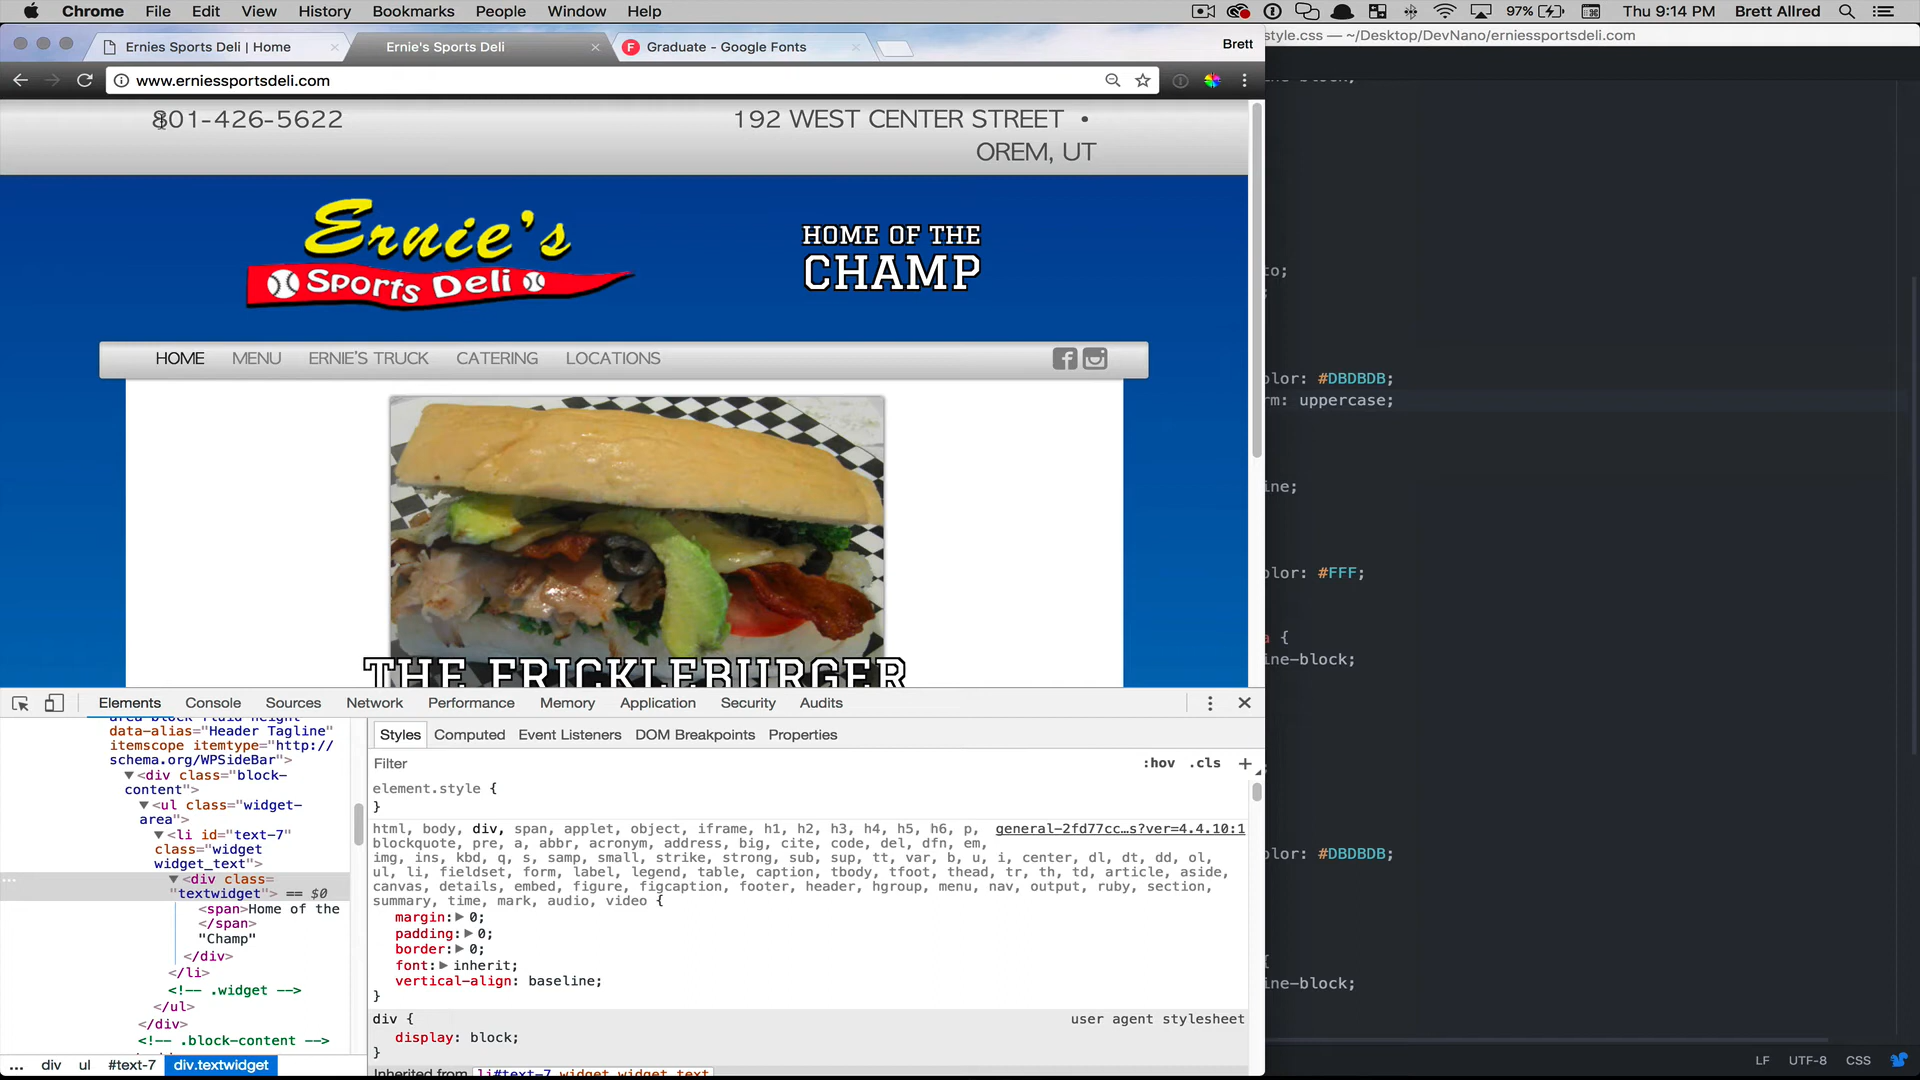 Chrome File Edit View History Bookmarks People Window Help 97% Thu 9:14 PM Brett Allred
Ernies Sports Deli | Home
Ernie's Sports Deli
Graduate - Google Fonts
Brett
style.css — ~/Desktop/DevNano/erniessportsdeli.com
www.erniessportsdeli.com
801-426-5622
192 WEST CENTER STREET •
OREM, UT
Ernie's
Sports Deli
HOME OF THE
CHAMP
HOME MENU ERNIE'S TRUCK CATERING LOCATIONS
THE FRICKLEBURGER
to;
olor: #DBDBDB;
rm: uppercase;
ine;
olor: #FFF;
a {
ine-block;
olor: #DBDBDB;
{
ine-block;
Elements Console Sources Network Performance Memory Application Security Audits
data-alias="Header Tagline"
itemscope itemtype="http://
schema.org/WPSideBar">
<div class="block-
content">
<ul class="widget-
area">
<li id="text-7"
class="widget
widget_text">
<div class=
"textwidget"> == $0
<span>Home of the
</span>
"Champ"
</div>
</li>
<!-- .widget -->
</ul>
</div>
<!-- .block-content -->
... div ul #text-7 div.textwidget
Styles Computed Event Listeners DOM Breakpoints Properties
Filter :hov .cls +
element.style {
}
html, body, div, span, applet, object, iframe, h1, h2, h3, h4, h5, h6, p, general-2fd77cc…s?ver=4.4.10:1
blockquote, pre, a, abbr, acronym, address, big, cite, code, del, dfn, em,
img, ins, kbd, q, s, samp, small, strike, strong, sub, sup, tt, var, b, u, i, center, dl, dt, dd, ol,
ul, li, fieldset, form, label, legend, table, caption, tbody, tfoot, thead, tr, th, td, article, aside,
canvas, details, embed, figure, figcaption, footer, header, hgroup, menu, nav, output, ruby, section,
summary, time, mark, audio, video {
margin: 0;
padding: 0;
border: 0;
font: inherit;
vertical-align: baseline;
}
div { user agent stylesheet
display: block;
}
Inherited from li#text-7.widget.widget_text
LF UTF-8 CSS